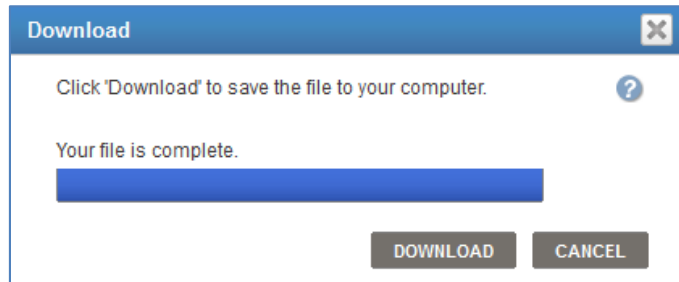 Download
Click 'Download' to save the file to your computer.
?
Your file is complete.
DOWNLOAD CANCEL